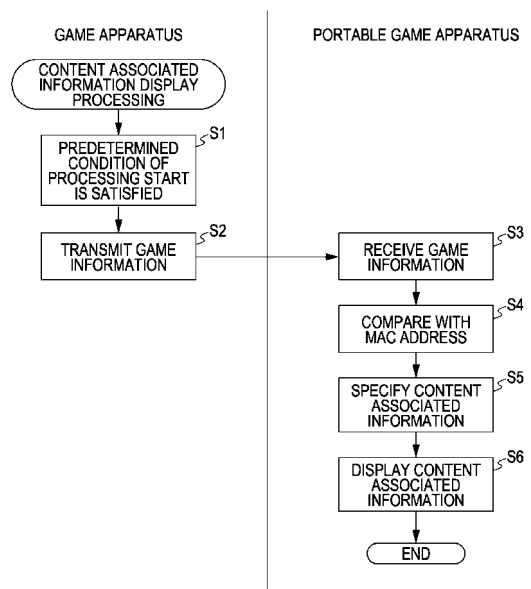 GAME APPARATUS
PORTABLE GAME APPARATUS
CONTENT ASSOCIATED
INFORMATION DISPLAY
PROCESSING
S1
PREDETERMINED
CONDITION OF
PROCESSING START
IS SATISFIED
S2
TRANSMIT GAME
INFORMATION
S3
RECEIVE GAME
INFORMATION
S4
COMPARE WITH
MAC ADDRESS
S5
SPECIFY CONTENT
ASSOCIATED
INFORMATION
S6
DISPLAY CONTENT
ASSOCIATED
INFORMATION
END